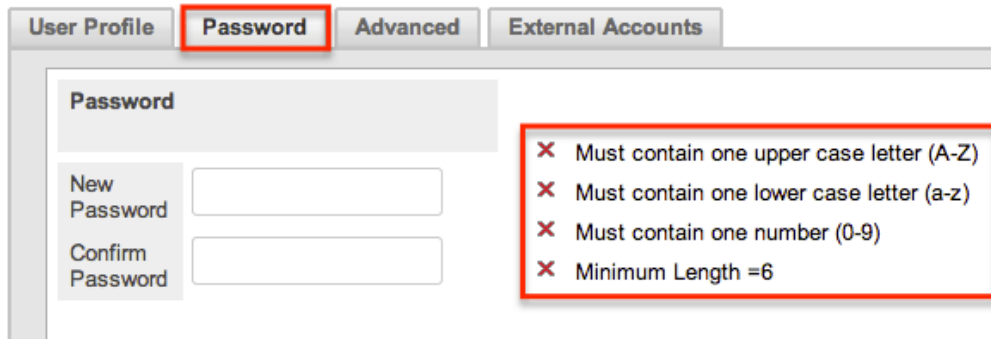 User Profile Password Advanced External Accounts
Password
New
Password
Confirm
Password
Must contain one upper case letter (A-Z)
Must contain one lower case letter (a-z)
Must contain one number (0-9)
Minimum Length =6